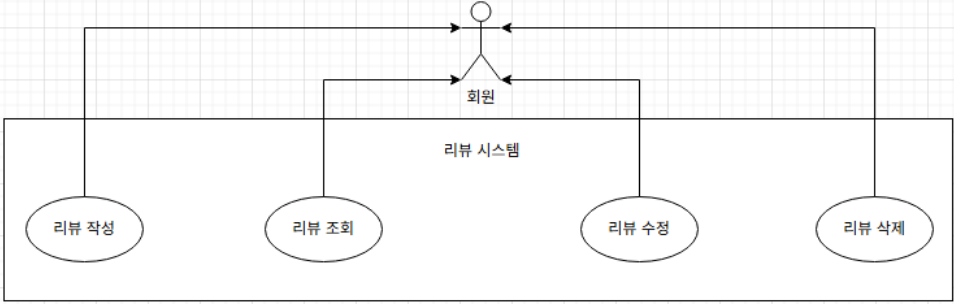 회원
리뷰 시스템
리뷰 작성
리뷰 조회
리뷰 수정
리뷰 삭제